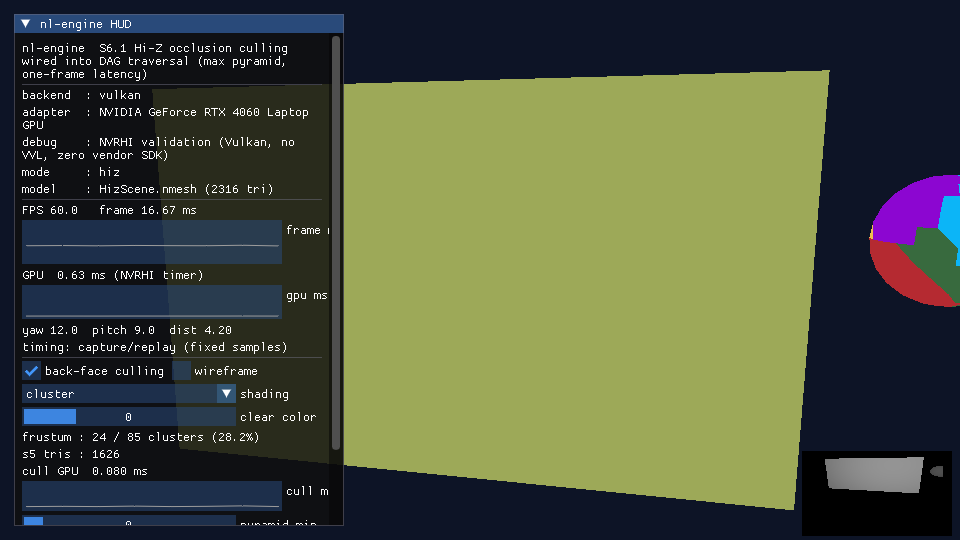 nl-engine HUD
nl-engine  S6.1 Hi-Z occlusion culling
wired into DAG traversal (max pyramid,
one-frame latency)
backend  : vulkan
adapter  : NVIDIA GeForce RTX 4060 Laptop
GPU
debug    : NVRHI validation (Vulkan, no
VVL, zero vendor SDK)
mode     : hiz
model    : HizScene.nmesh (2316 tri)
FPS 60.0   frame 16.67 ms
frame
GPU  0.63 ms (NVRHI timer)
gpu ms
yaw 12.0  pitch 9.0  dist 4.20
timing: capture/replay (fixed samples)
back-face culling  wireframe
cluster  shading
0  clear color
frustum : 24 / 85 clusters (28.2%)
s5 tris : 1626
cull GPU  0.080 ms
cull m
0  pyramid mip